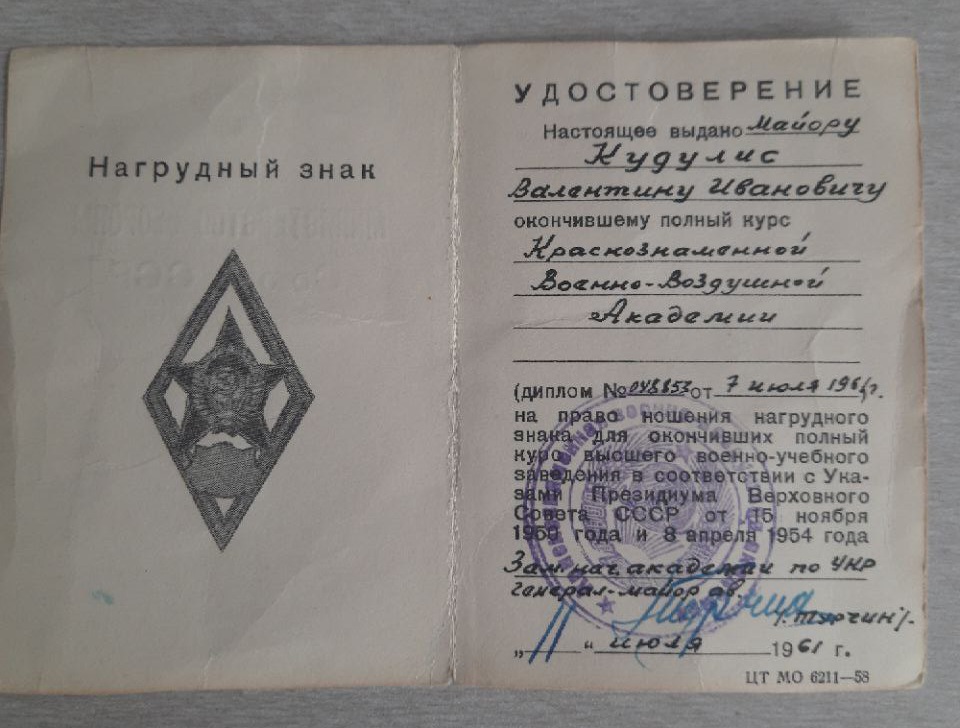 Нагрудный знак
УДОСТОВЕРЕНИЕ
Настоящее выдано Майору
Кудулис
Валентину Ивановичу
окончившему полный курс
Краснознаменной
Военно-Воздушной
Академии
(диплом № 048853 от 7 июля 1961г.
на право ношения нагрудного
знака для окончивших полный
курс высшего военно-учебного
заведения в соответствии с Ука-
зами Президиума Верховного
Совета СССР от 15 ноября
1950 года и 8 апреля 1954 года
Зам. нач. академии по УНР
генерал-майор ав.
/Турчин/.
„11“ июля 1961 г.
ЦТ МО 6211—58